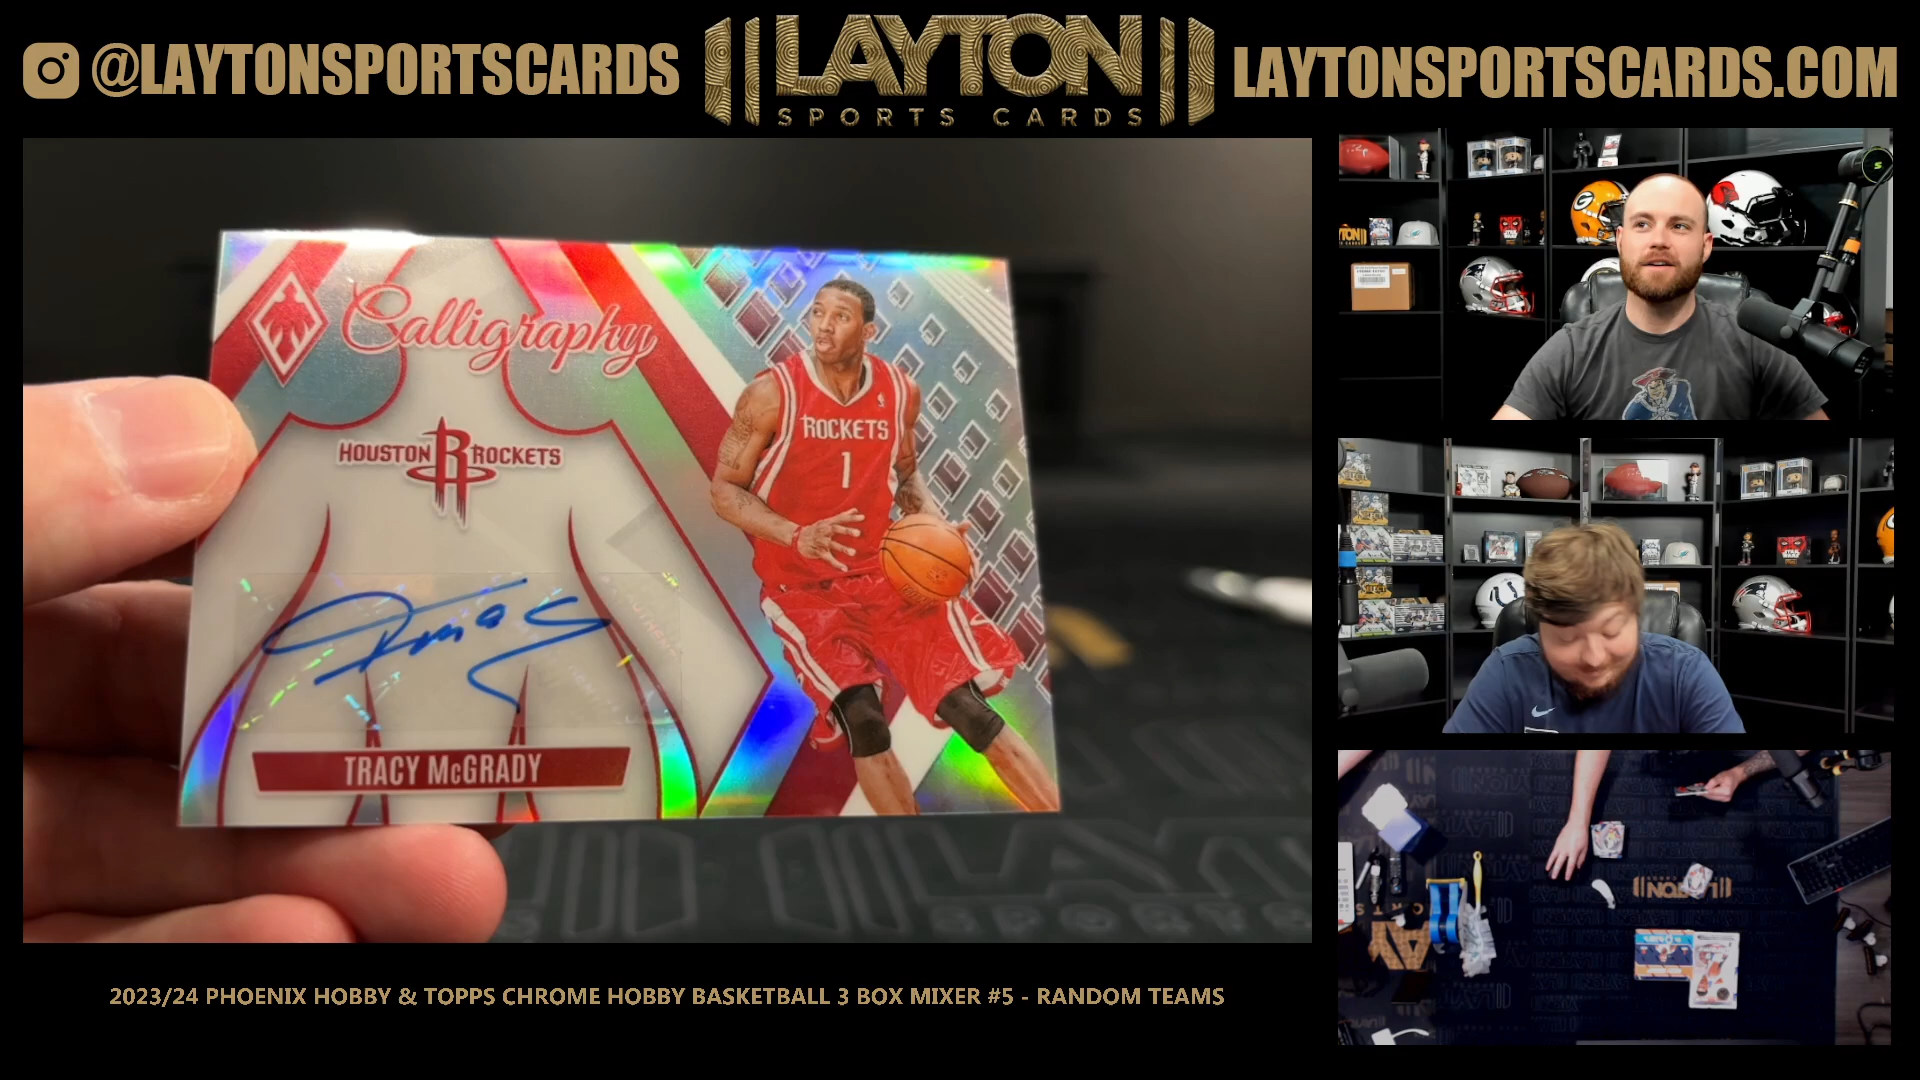 @LAYTONSPORTSCARDS
LAYTON
SPORTS CARDS
LAYTONSPORTSCARDS.COM
Calligraphy
HOUSTON ROCKETS
ROCKETS
1
TRACY McGRADY
2023/24 PHOENIX HOBBY & TOPPS CHROME HOBBY BASKETBALL 3 BOX MIXER #5 - RANDOM TEAMS